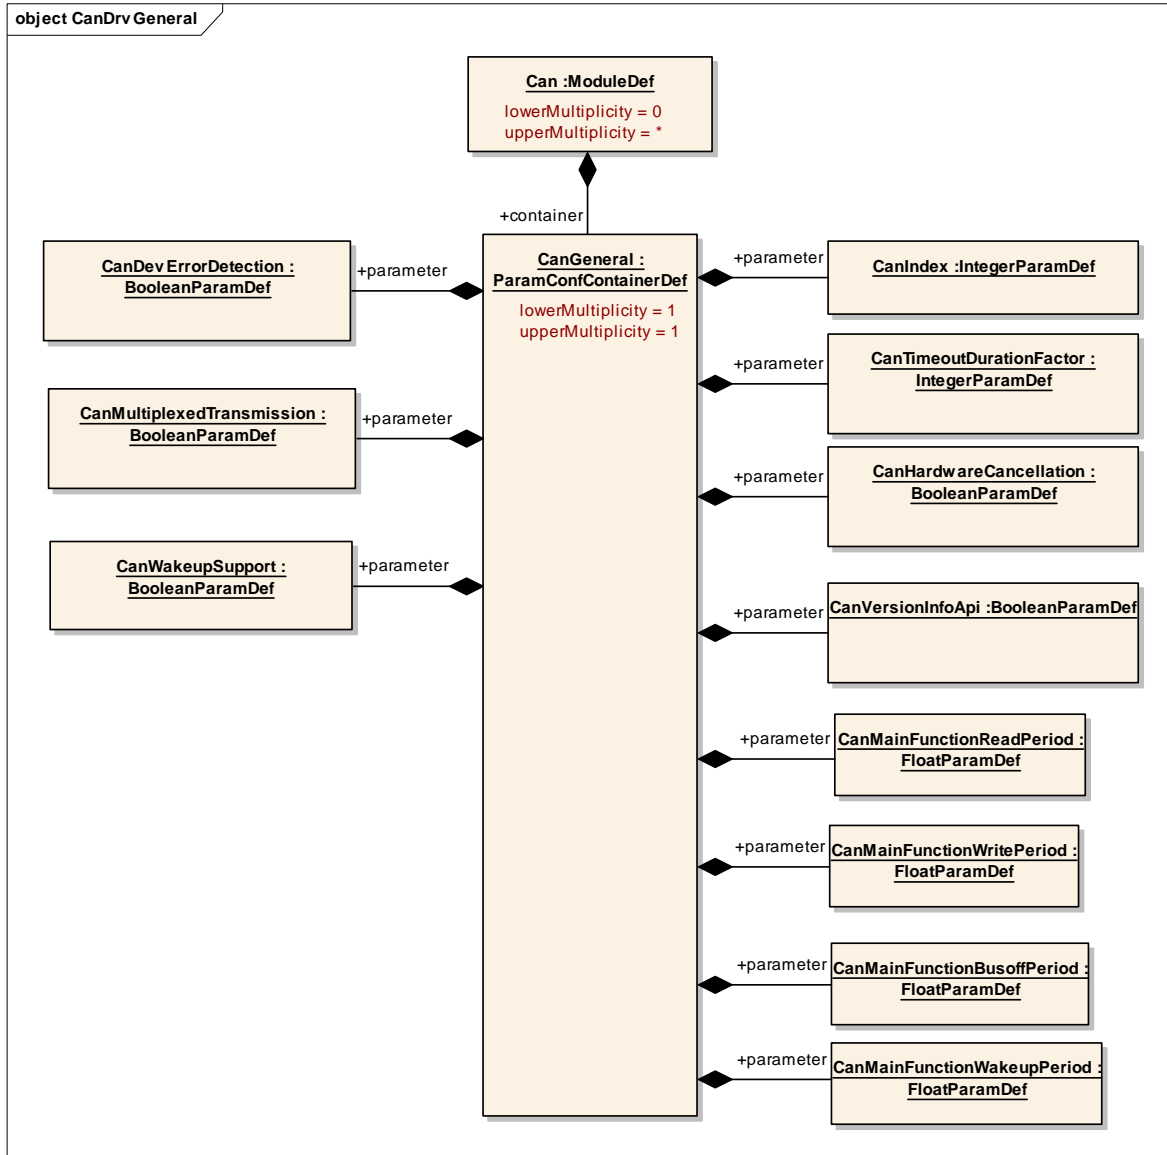 object CanDrv General
Can :ModuleDef
lowerMultiplicity = 0
upperMultiplicity = *
+container
CanGeneral :
ParamConfContainerDef
lowerMultiplicity = 1
upperMultiplicity = 1
CanDevErrorDetection :
BooleanParamDef
+parameter
CanMultiplexedTransmission :
BooleanParamDef
+parameter
CanWakeupSupport :
BooleanParamDef
+parameter
+parameter
CanIndex :IntegerParamDef
+parameter
CanTimeoutDurationFactor :
IntegerParamDef
+parameter
CanHardwareCancellation :
BooleanParamDef
+parameter
CanVersionInfoApi :BooleanParamDef
+parameter
CanMainFunctionReadPeriod :
FloatParamDef
+parameter
CanMainFunctionWritePeriod :
FloatParamDef
+parameter
CanMainFunctionBusoffPeriod :
FloatParamDef
+parameter
CanMainFunctionWakeupPeriod :
FloatParamDef